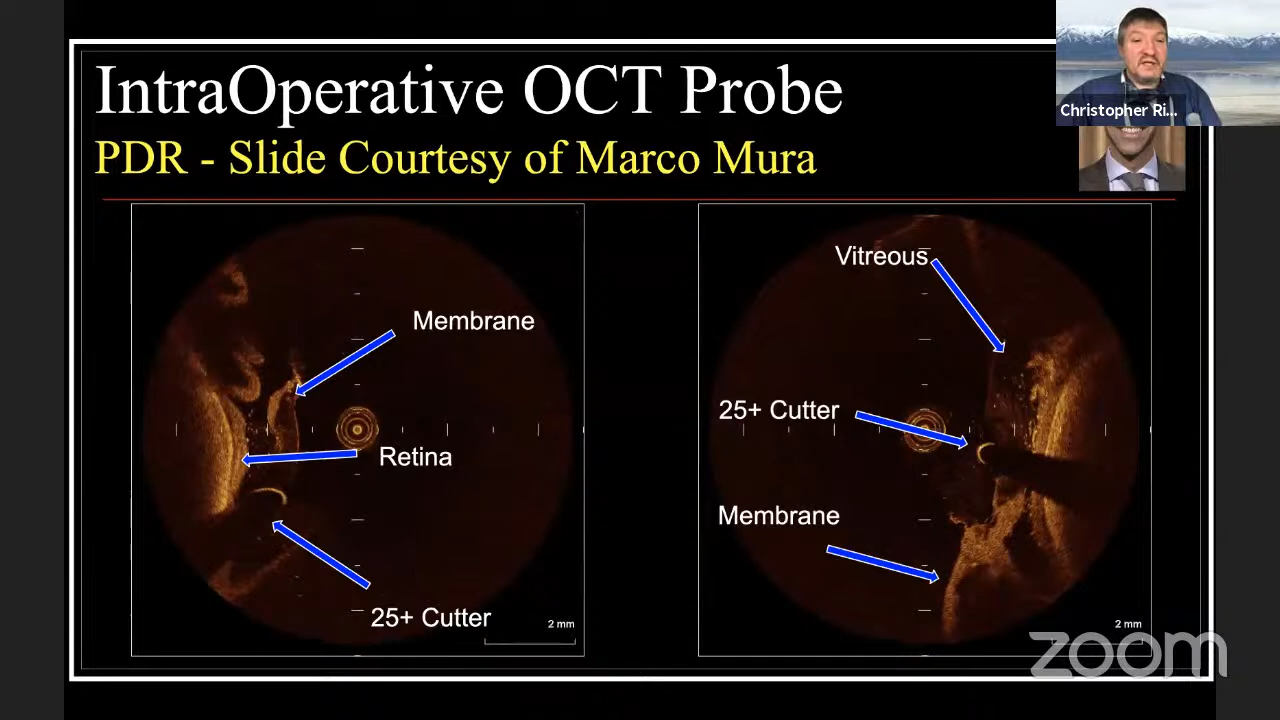 IntraOperative OCT Probe
PDR - Slide Courtesy of Marco Mura
Christopher Ri...
Membrane
Retina
25+ Cutter
2 mm
Vitreous
25+ Cutter
Membrane
2 mm
zoom